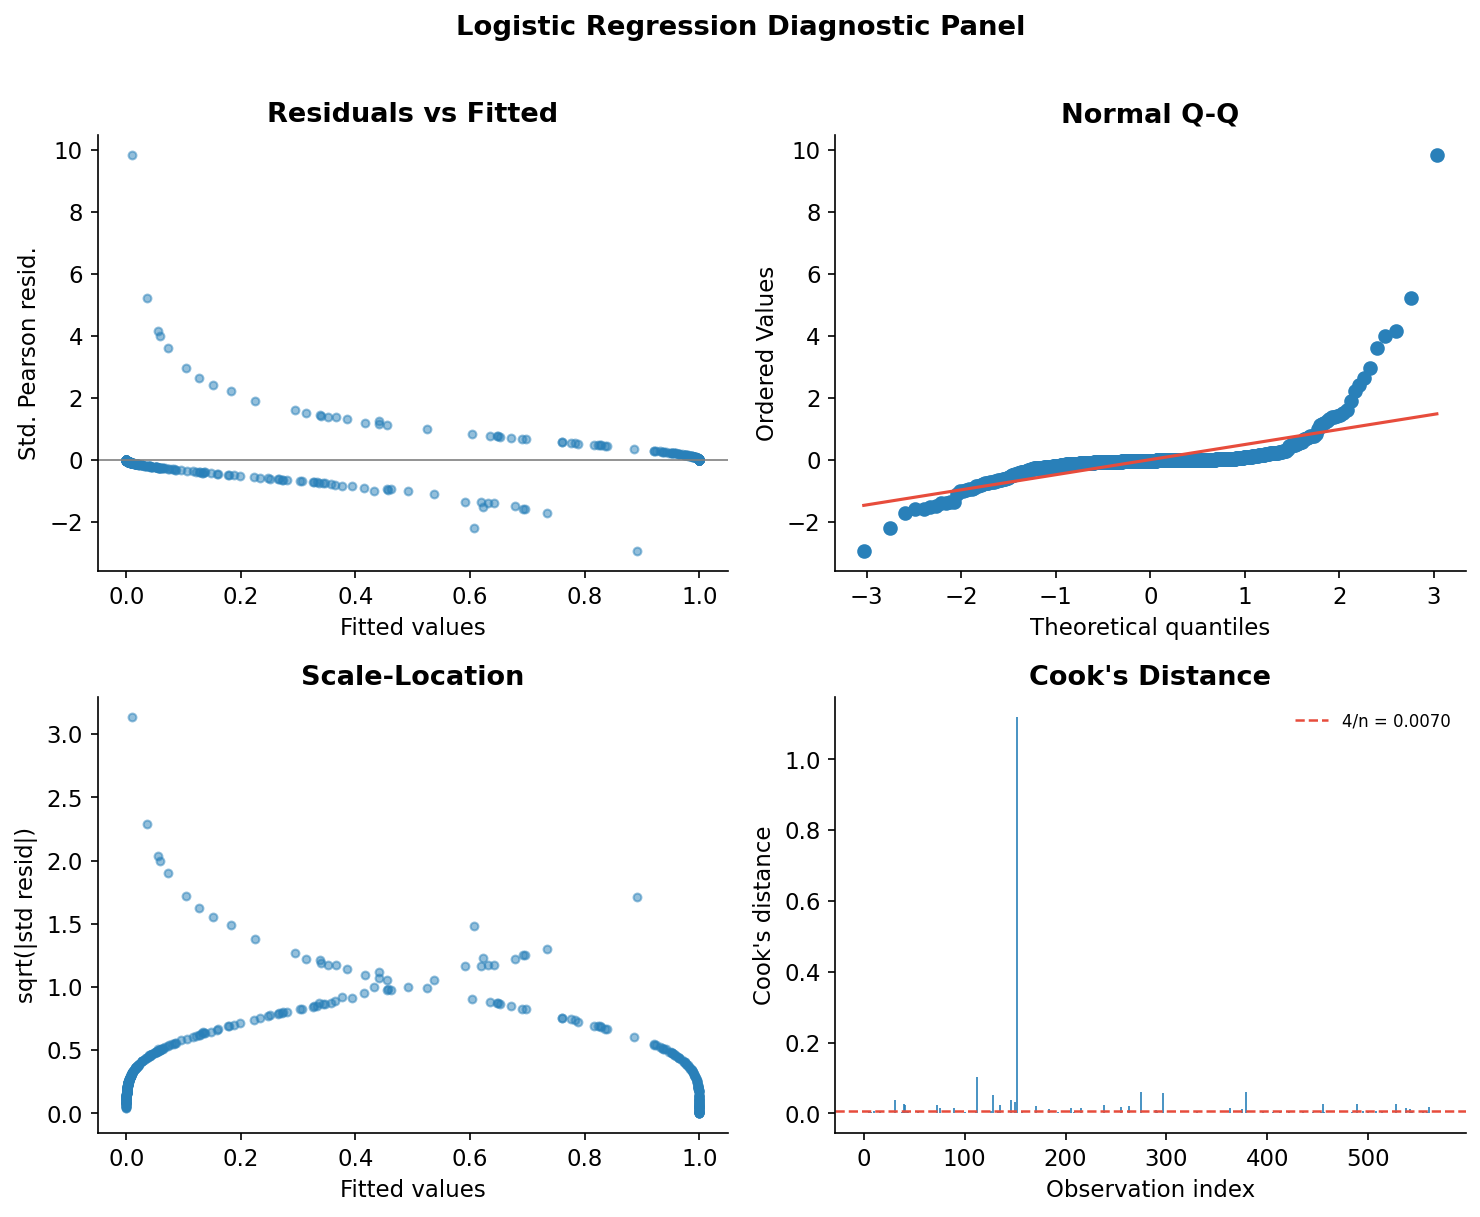 Logistic Regression Diagnostic Panel
Residuals vs Fitted
10
8
6
4
2
0
−2
Std. Pearson resid.
0.0 0.2 0.4 0.6 0.8 1.0
Fitted values
Normal Q-Q
10
8
6
4
2
0
−2
Ordered Values
−3 −2 −1 0 1 2 3
Theoretical quantiles
Scale-Location
3.0
2.5
2.0
1.5
1.0
0.5
0.0
sqrt(|std resid|)
0.0 0.2 0.4 0.6 0.8 1.0
Fitted values
Cook's Distance
4/n = 0.0070
1.0
0.8
0.6
0.4
0.2
0.0
Cook's distance
0 100 200 300 400 500
Observation index